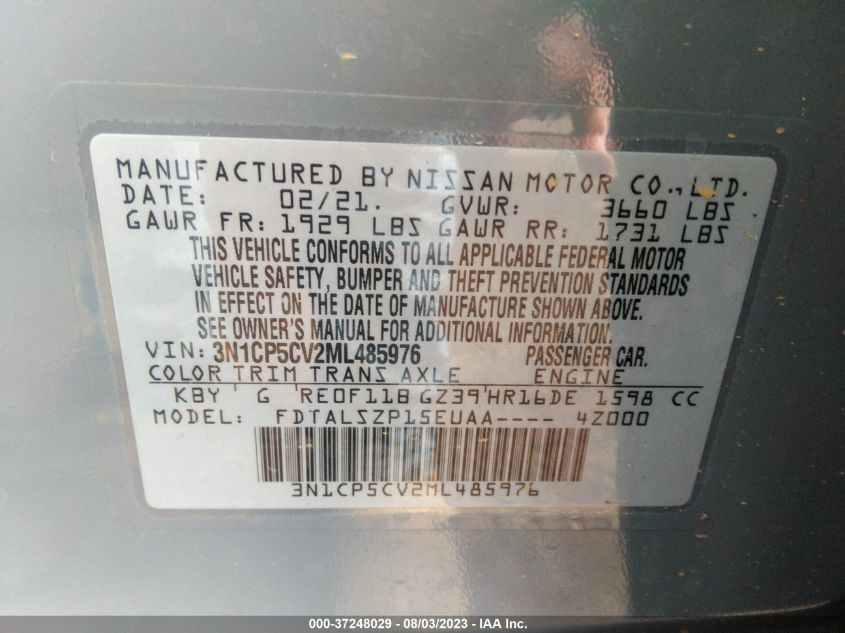 MANUFACTURED BY NISSAN MOTOR CO., LTD.
DATE: 02/21. GVWR: 3660 LBS
GAWR FR: 1929 LBS GAWR RR: 1731 LBS
THIS VEHICLE CONFORMS TO ALL APPLICABLE FEDERAL MOTOR
VEHICLE SAFETY, BUMPER AND THEFT PREVENTION STANDARDS
IN EFFECT ON THE DATE OF MANUFACTURE SHOWN ABOVE.
SEE OWNER'S MANUAL FOR ADDITIONAL INFORMATION.
VIN: 3N1CP5CV2ML485976 PASSENGER CAR.
COLOR TRIM TRANS AXLE ENGINE
KBY G RE0F11B GZ39 HR16DE 1598 CC
MODEL: FDTALSZP15EUAA---- 4Z000
3N1CP5CV2ML485976
000-37248029 - 08/03/2023 - IAA Inc.